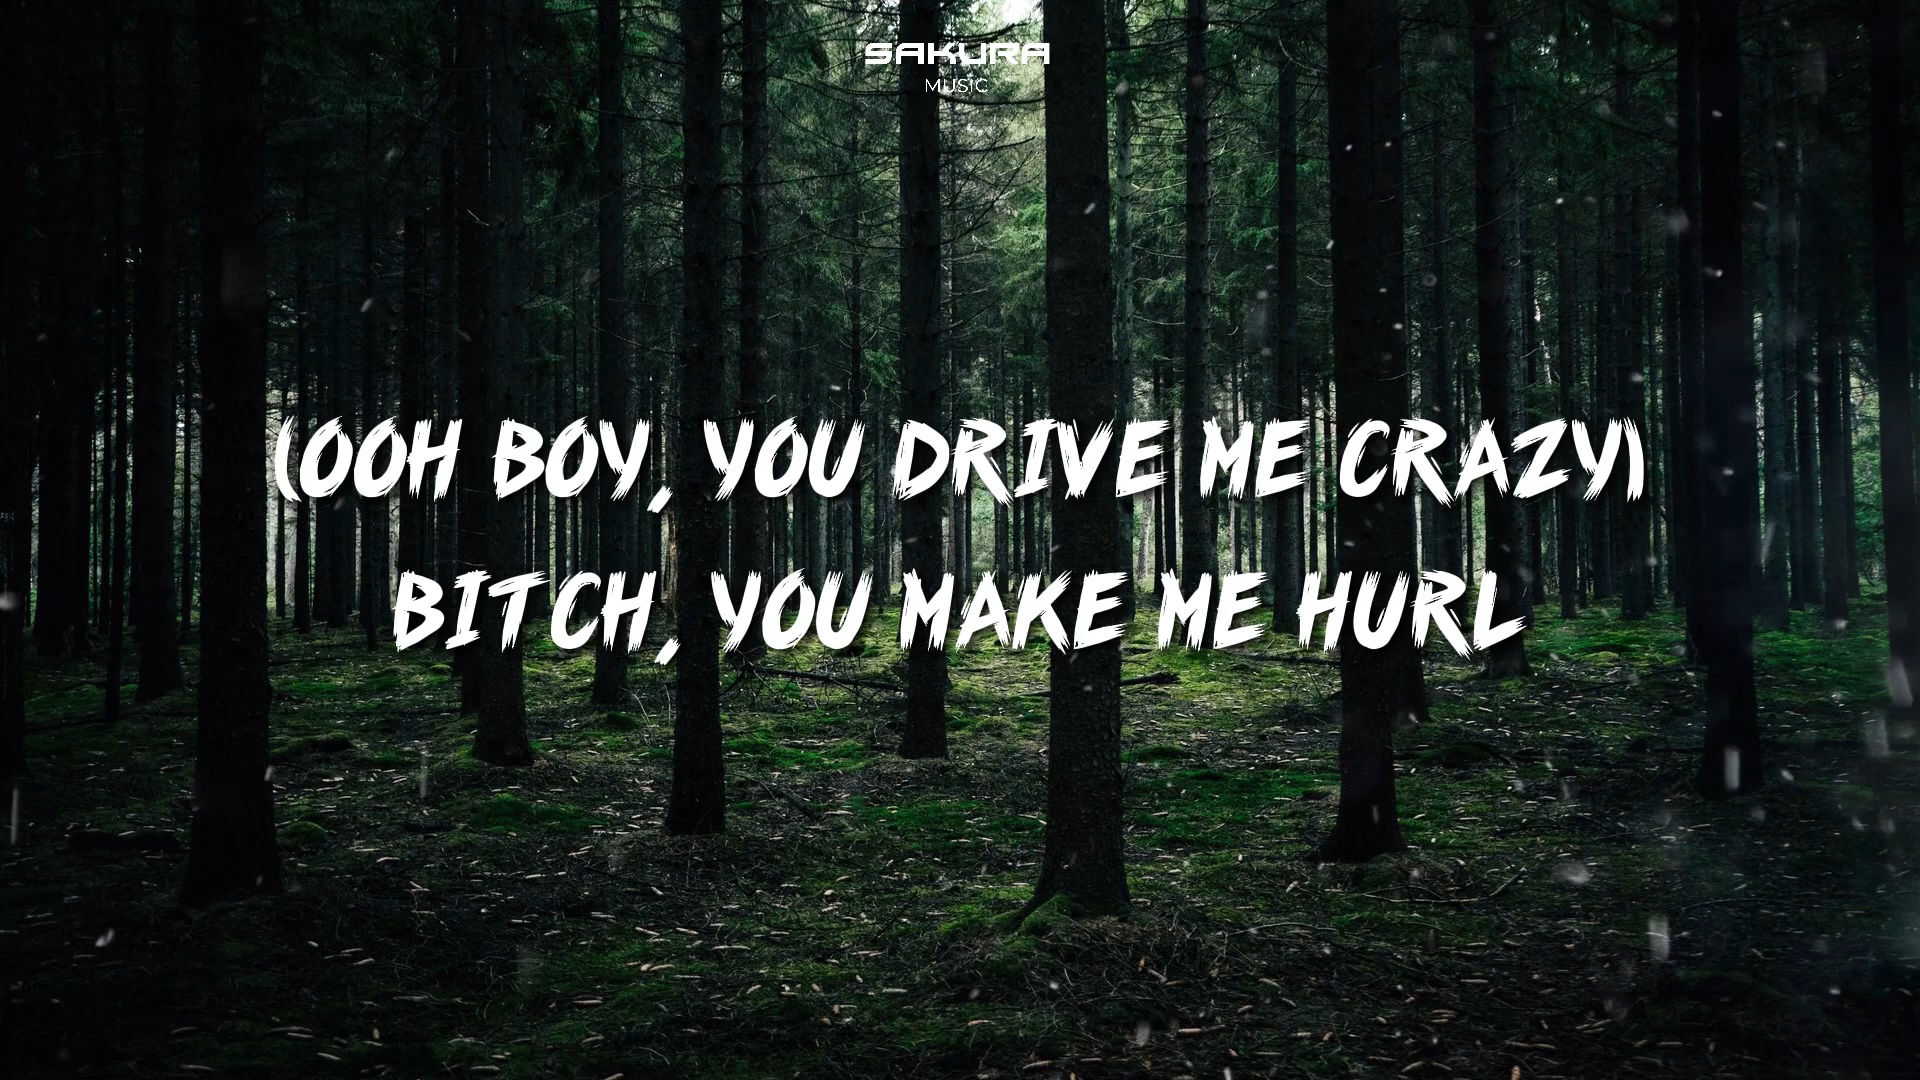 SAKURA
MUSIC
(OOH BOY, YOU DRIVE ME CRAZY)
BITCH, YOU MAKE ME HURL